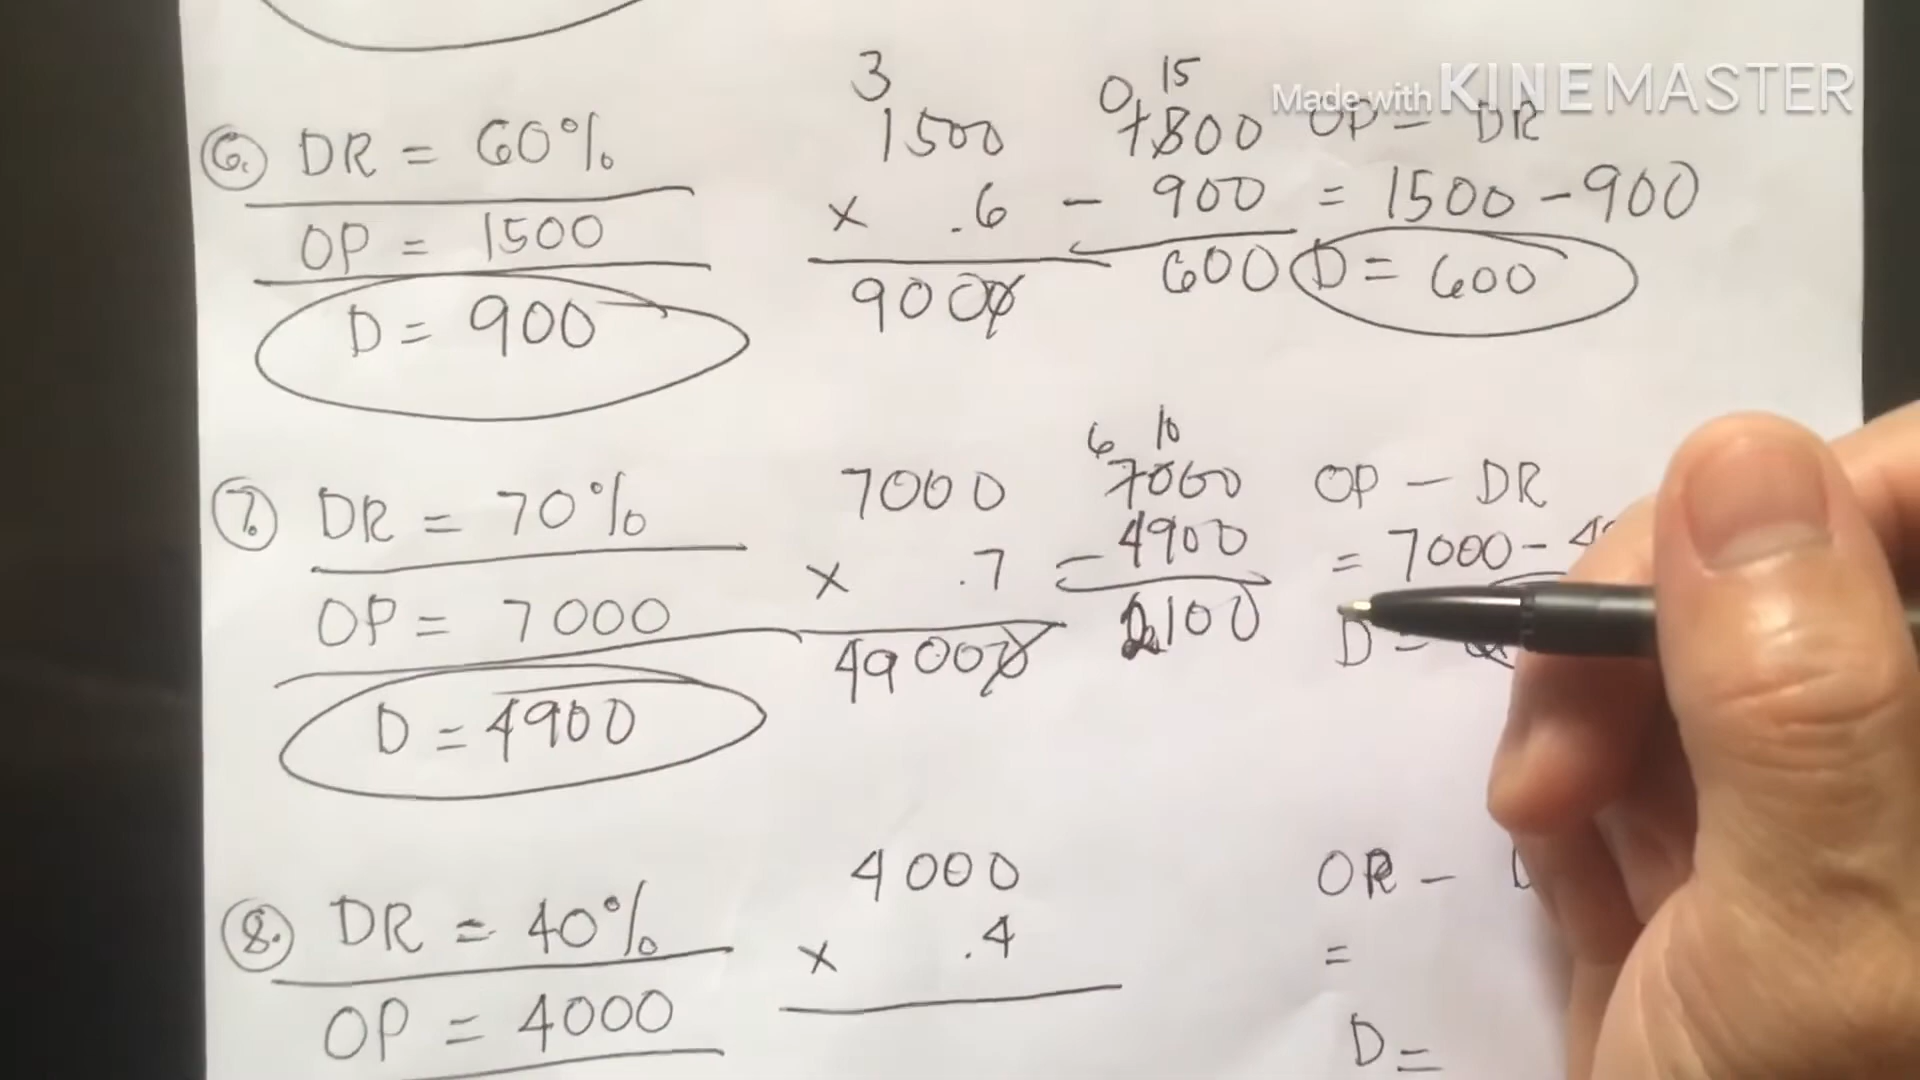 Made with KINEMASTER
6. DR = 60%
OP = 1500
D = 900
3
1500
x .6
9000
0 15
1500
- 900
600
OP - DR
= 1500 - 900
D = 600
7. DR = 70%
OP = 7000
D = 4900
7000
x .7
49000
6 10
7000
- 4900
2100
OP - DR
= 7000 -
D =
8. DR = 40%
OP = 4000
4000
x .4
OP -
=
D =